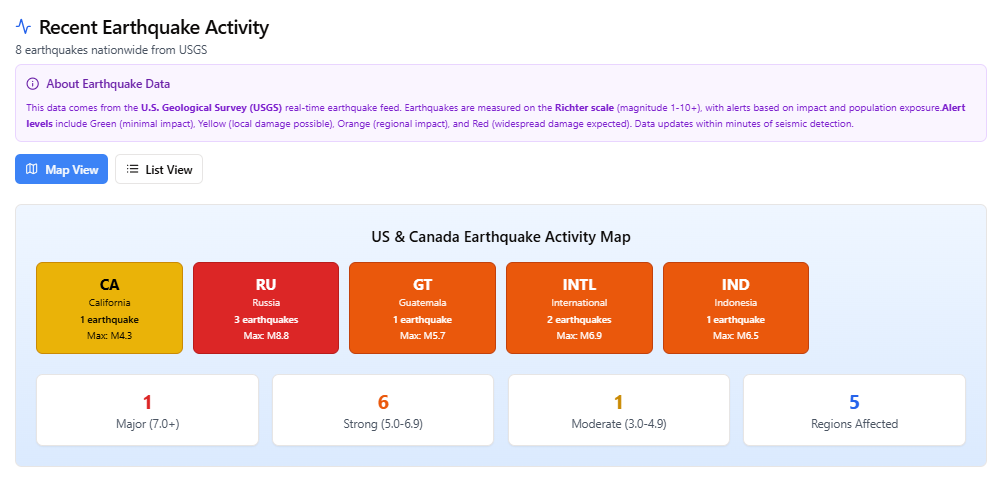 Recent Earthquake Activity
8 earthquakes nationwide from USGS
About Earthquake Data
This data comes from the U.S. Geological Survey (USGS) real-time earthquake feed. Earthquakes are measured on the Richter scale (magnitude 1-10+), with alerts based on impact and population exposure.Alert
levels include Green (minimal impact), Yellow (local damage possible), Orange (regional impact), and Red (widespread damage expected). Data updates within minutes of seismic detection.
Map View
List View
US & Canada Earthquake Activity Map
CA
California
1 earthquake
Max: M4.3
RU
Russia
3 earthquakes
Max: M8.8
GT
Guatemala
1 earthquake
Max: M5.7
INTL
International
2 earthquakes
Max: M6.9
IND
Indonesia
1 earthquake
Max: M6.5
1
Major (7.0+)
6
Strong (5.0-6.9)
1
Moderate (3.0-4.9)
5
Regions Affected